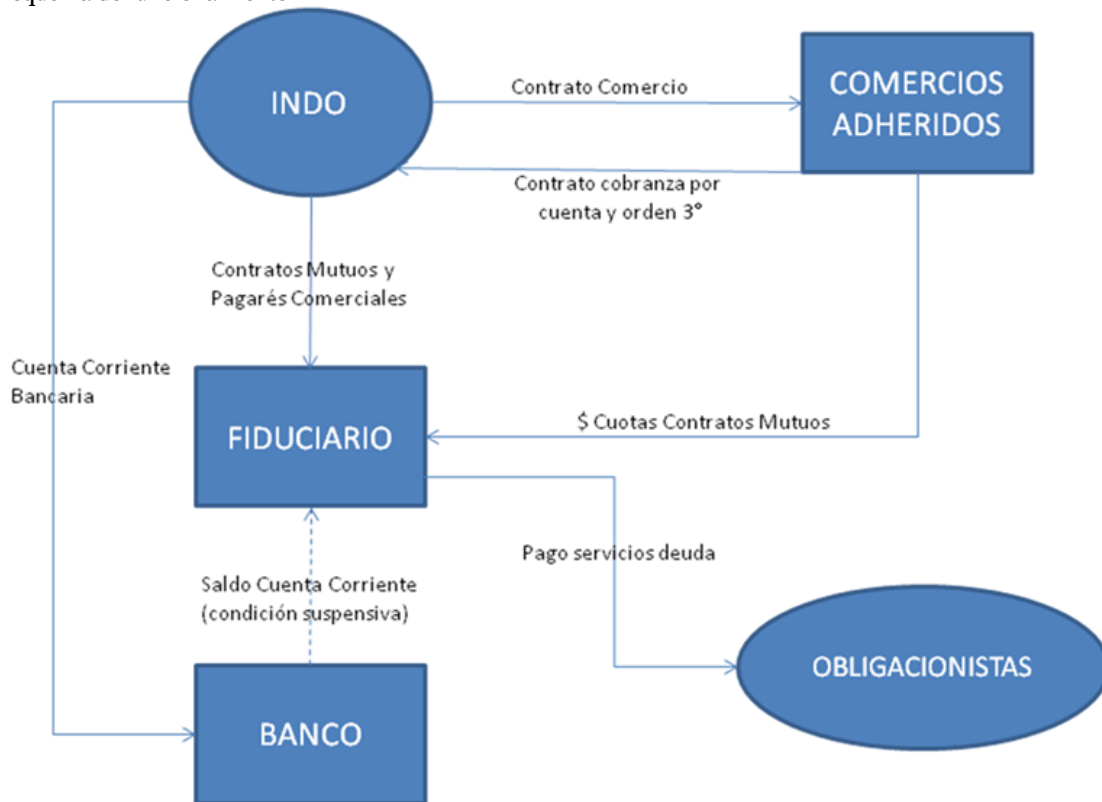 INDO
Contrato Comercio
COMERCIOS
ADHERIDOS
Contrato cobranza por
cuenta y orden 3°
Contratos Mutuos y
Pagarés Comerciales
Cuenta Corriente
Bancaria
FIDUCIARIO
$ Cuotas Contratos Mutuos
Pago servicios deuda
Saldo Cuenta Corriente
(condición suspensiva)
OBLIGACIONISTAS
BANCO